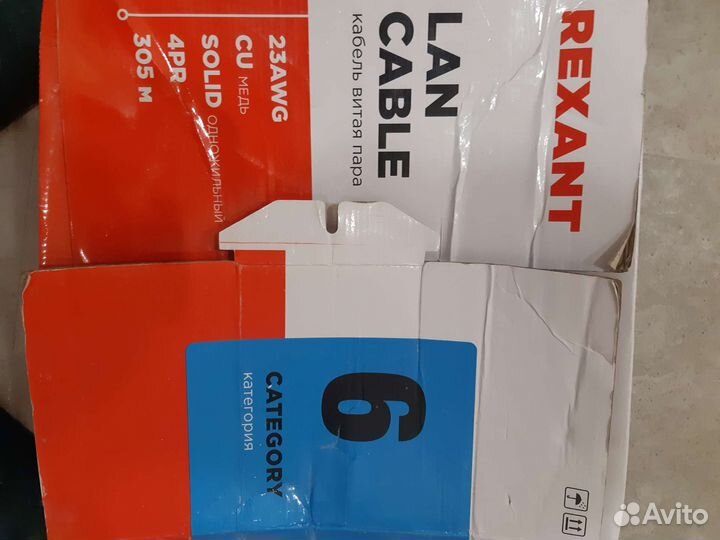 REXANT
LAN
CABLE
кабель витая пара
23AWG
CU медь
SOLID одножильный
4PR
305 м
6
CATEGORY
категория
Avito